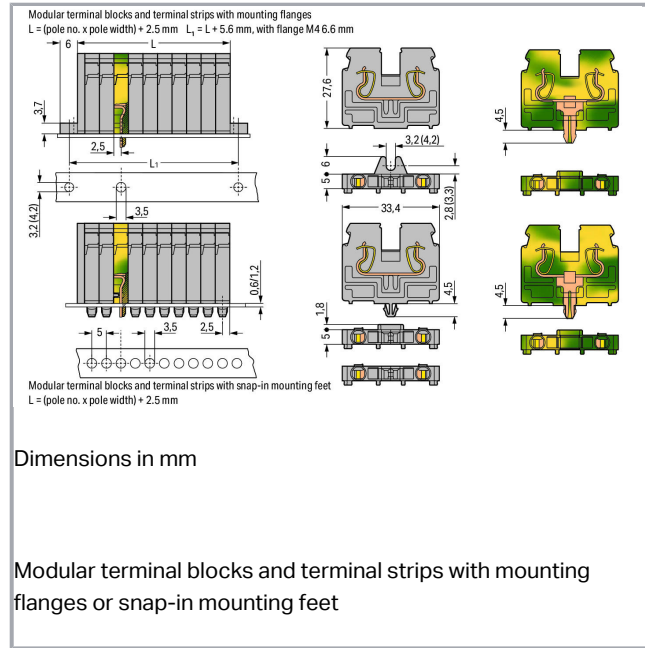 Modular terminal blocks and terminal strips with mounting flanges
L = (pole no. x pole width) + 2.5 mm L₁ = L + 5.6 mm, with flange M4 6.6 mm
6 L
3,7
27,6
4,5
2,5
3,2 (4,2)
L₁
6
5
2,8 (3,3)
3,2 (4,2)
3,5
33,4
0,6/1,2
4,5
4,5
1,8
5 3,5 2,5
5
Modular terminal blocks and terminal strips with snap-in mounting feet
L = (pole no. x pole width) + 2.5 mm
Dimensions in mm
Modular terminal blocks and terminal strips with mounting
flanges or snap-in mounting feet